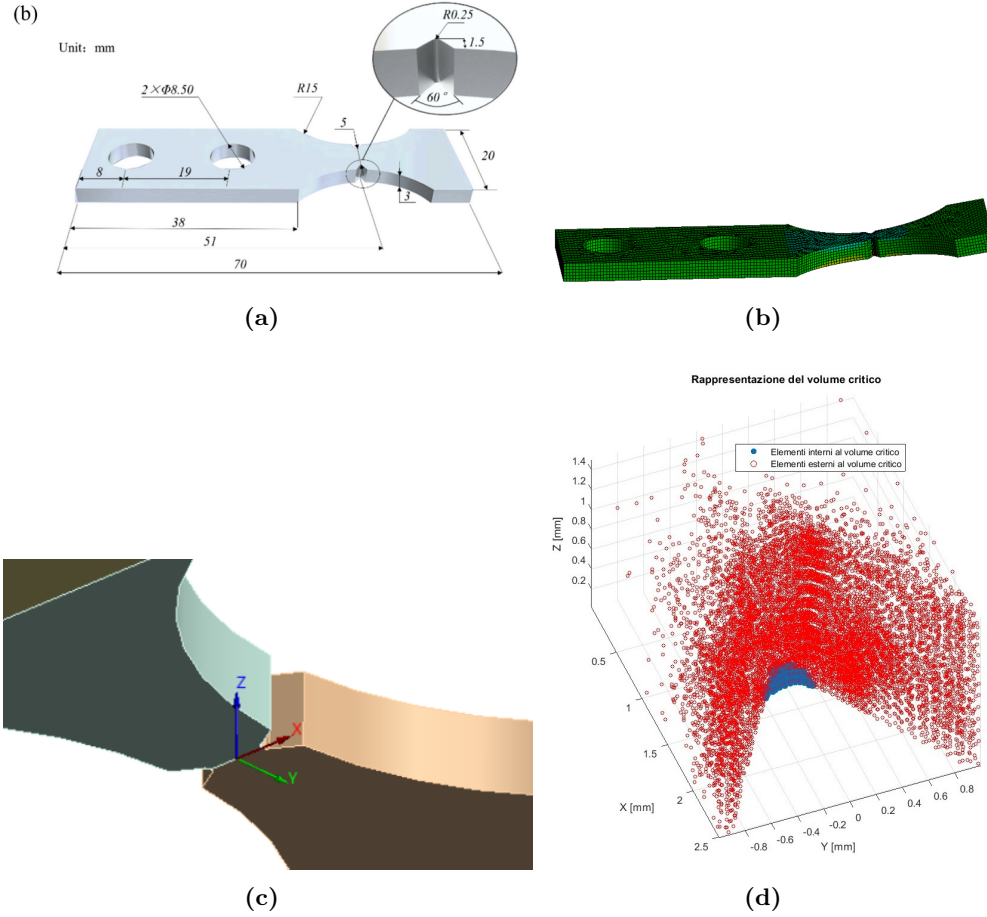 (b)
Unit: mm
R0.25
1.5
60°
2×Φ8.50
R15
5
20
8
19
3
38
51
70
(a)
(b)
Z
X
Y
(c)
Rappresentazione del volume critico
Elementi interni al volume critico
Elementi esterni al volume critico
1.4
1.2
1
0.8
0.6
0.4
0.2
Z [mm]
0.5
1
1.5
2
2.5
X [mm]
-0.8
-0.6
-0.4
-0.2
0
0.2
0.4
0.6
0.8
Y [mm]
(d)